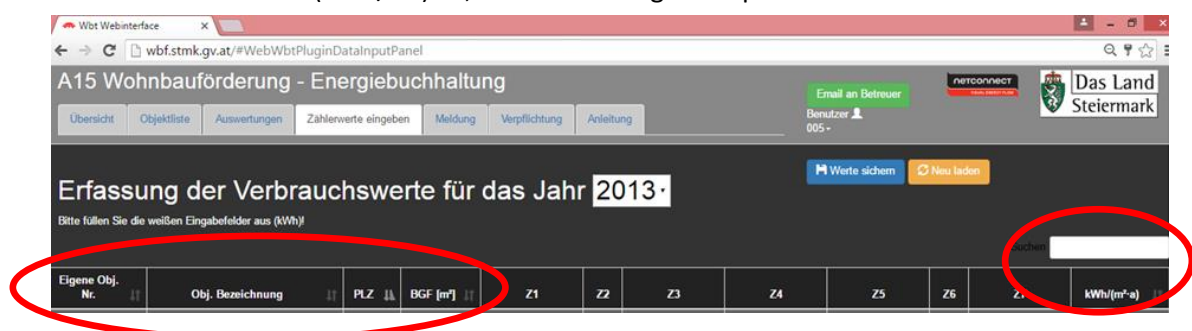 Wbt Webinterface
wbf.stmk.gv.at/#WebWbtPluginDataInputPanel
A15 Wohnbauförderung - Energiebuchhaltung
Email an Betreuer
netconnect
Das Land
Steiermark
Übersicht Objektliste Auswertungen Zählerwerte eingeben Meldung Verpflichtung Anleitung
Benutzer
005
Werte sichern Neu laden
Erfassung der Verbrauchswerte für das Jahr 2013
Bitte füllen Sie die weißen Eingabefelder aus (kWh)!
Suchen
Eigene Obj. Nr. Obj. Bezeichnung PLZ BGF [m²] Z1 Z2 Z3 Z4 Z5 Z6 kWh/(m²·a)